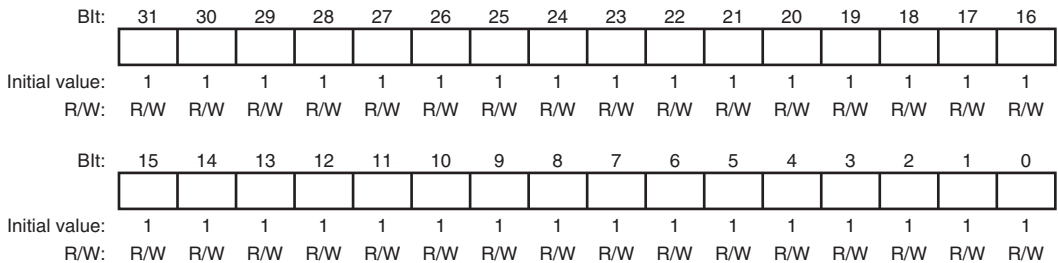 BIt: 31 30 29 28 27 26 25 24 23 22 21 20 19 18 17 16
Initial value: 1 1 1 1 1 1 1 1 1 1 1 1 1 1 1 1
R/W: R/W R/W R/W R/W R/W R/W R/W R/W R/W R/W R/W R/W R/W R/W R/W R/W
BIt: 15 14 13 12 11 10 9 8 7 6 5 4 3 2 1 0
Initial value: 1 1 1 1 1 1 1 1 1 1 1 1 1 1 1 1
R/W: R/W R/W R/W R/W R/W R/W R/W R/W R/W R/W R/W R/W R/W R/W R/W R/W